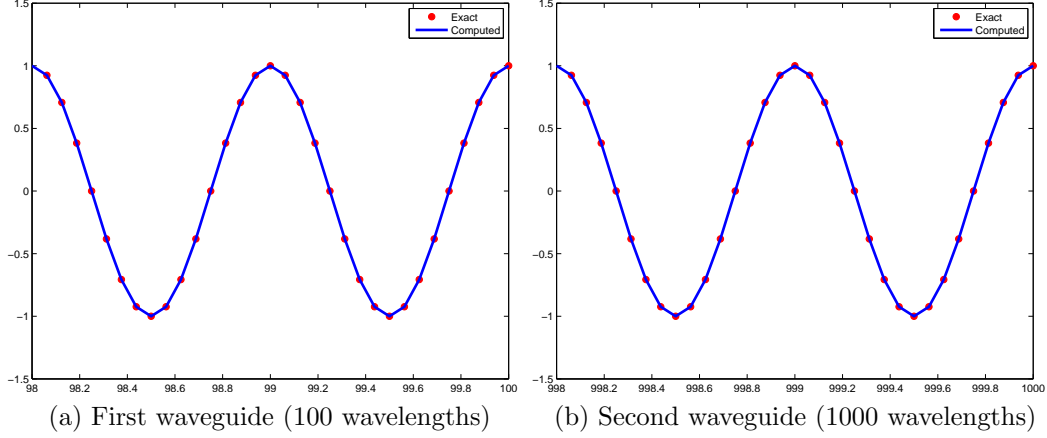 1.5
1
0.5
0
−0.5
−1
−1.5
98 98.2 98.4 98.6 98.8 99 99.2 99.4 99.6 99.8 100
Exact
Computed
(a) First waveguide (100 wavelengths)
1.5
1
0.5
0
−0.5
−1
−1.5
998 998.2 998.4 998.6 998.8 999 999.2 999.4 999.6 999.8 1000
Exact
Computed
(b) Second waveguide (1000 wavelengths)